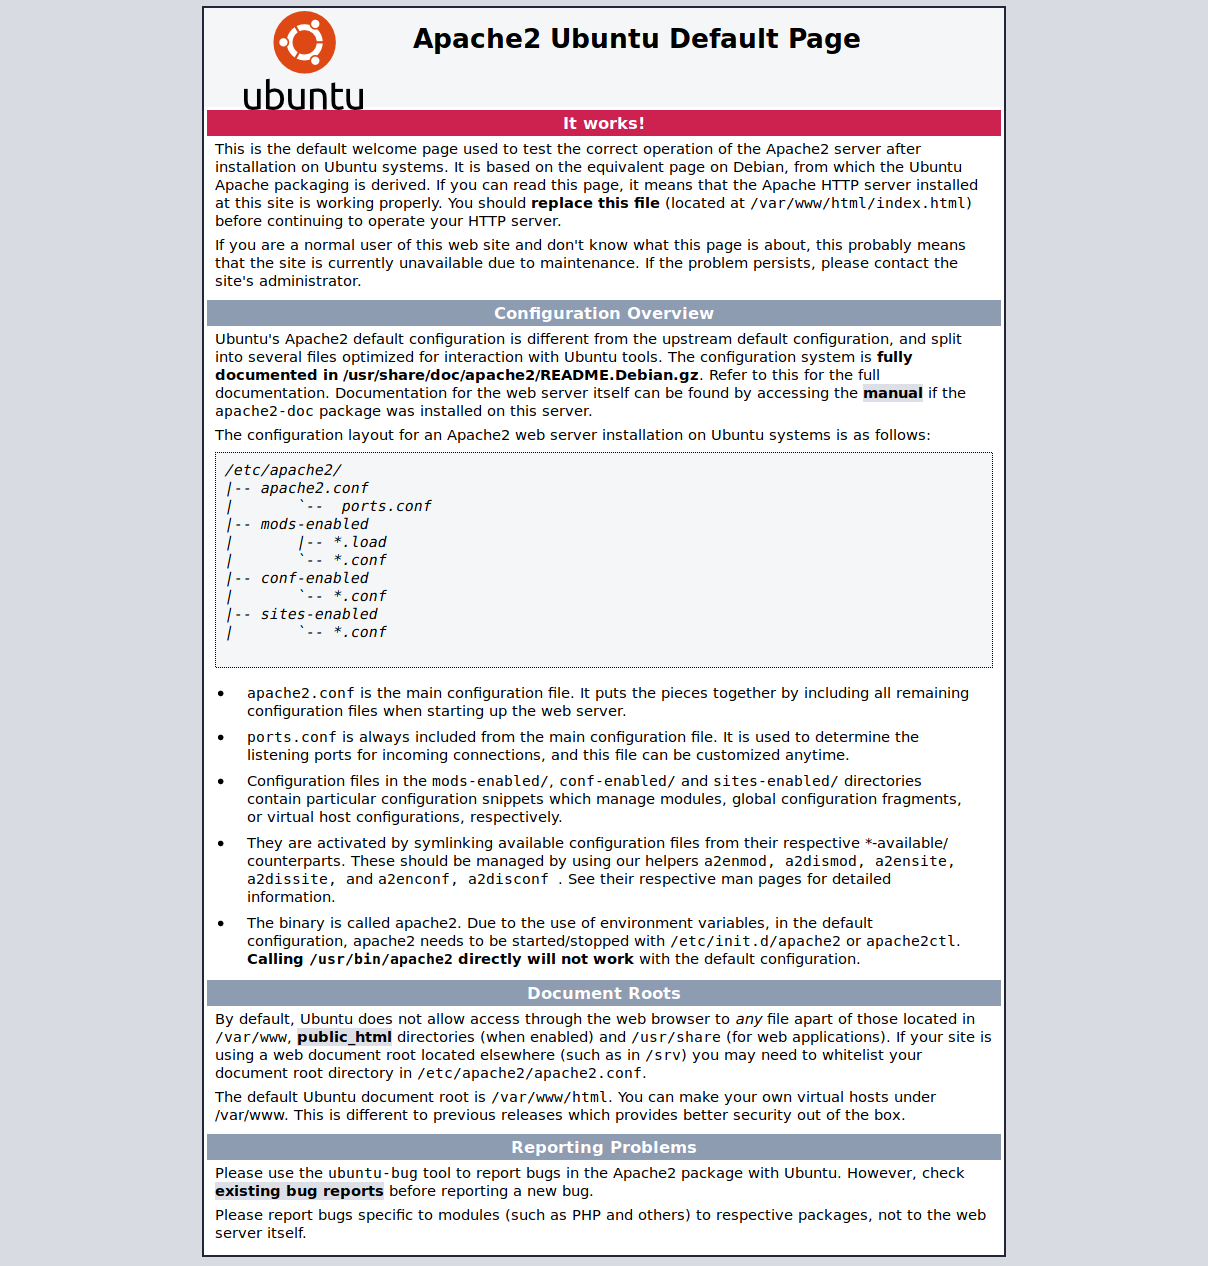 Apache2 Ubuntu Default Page
ubuntu
It works!
This is the default welcome page used to test the correct operation of the Apache2 server after
installation on Ubuntu systems. It is based on the equivalent page on Debian, from which the Ubuntu
Apache packaging is derived. If you can read this page, it means that the Apache HTTP server installed
at this site is working properly. You should replace this file (located at /var/www/html/index.html)
before continuing to operate your HTTP server.
If you are a normal user of this web site and don't know what this page is about, this probably means
that the site is currently unavailable due to maintenance. If the problem persists, please contact the
site's administrator.
Configuration Overview
Ubuntu's Apache2 default configuration is different from the upstream default configuration, and split
into several files optimized for interaction with Ubuntu tools. The configuration system is fully
documented in /usr/share/doc/apache2/README.Debian.gz. Refer to this for the full
documentation. Documentation for the web server itself can be found by accessing the manual if the
apache2-doc package was installed on this server.
The configuration layout for an Apache2 web server installation on Ubuntu systems is as follows:
/etc/apache2/
|-- apache2.conf
|       `--  ports.conf
|-- mods-enabled
|       |-- *.load
|       `-- *.conf
|-- conf-enabled
|       `-- *.conf
|-- sites-enabled
|       `-- *.conf
• apache2.conf is the main configuration file. It puts the pieces together by including all remaining
configuration files when starting up the web server.
• ports.conf is always included from the main configuration file. It is used to determine the
listening ports for incoming connections, and this file can be customized anytime.
• Configuration files in the mods-enabled/, conf-enabled/ and sites-enabled/ directories
contain particular configuration snippets which manage modules, global configuration fragments,
or virtual host configurations, respectively.
• They are activated by symlinking available configuration files from their respective *-available/
counterparts. These should be managed by using our helpers a2enmod, a2dismod, a2ensite,
a2dissite, and a2enconf, a2disconf . See their respective man pages for detailed
information.
• The binary is called apache2. Due to the use of environment variables, in the default
configuration, apache2 needs to be started/stopped with /etc/init.d/apache2 or apache2ctl.
Calling /usr/bin/apache2 directly will not work with the default configuration.
Document Roots
By default, Ubuntu does not allow access through the web browser to any file apart of those located in
/var/www, public_html directories (when enabled) and /usr/share (for web applications). If your site is
using a web document root located elsewhere (such as in /srv) you may need to whitelist your
document root directory in /etc/apache2/apache2.conf.
The default Ubuntu document root is /var/www/html. You can make your own virtual hosts under
/var/www. This is different to previous releases which provides better security out of the box.
Reporting Problems
Please use the ubuntu-bug tool to report bugs in the Apache2 package with Ubuntu. However, check
existing bug reports before reporting a new bug.
Please report bugs specific to modules (such as PHP and others) to respective packages, not to the web
server itself.